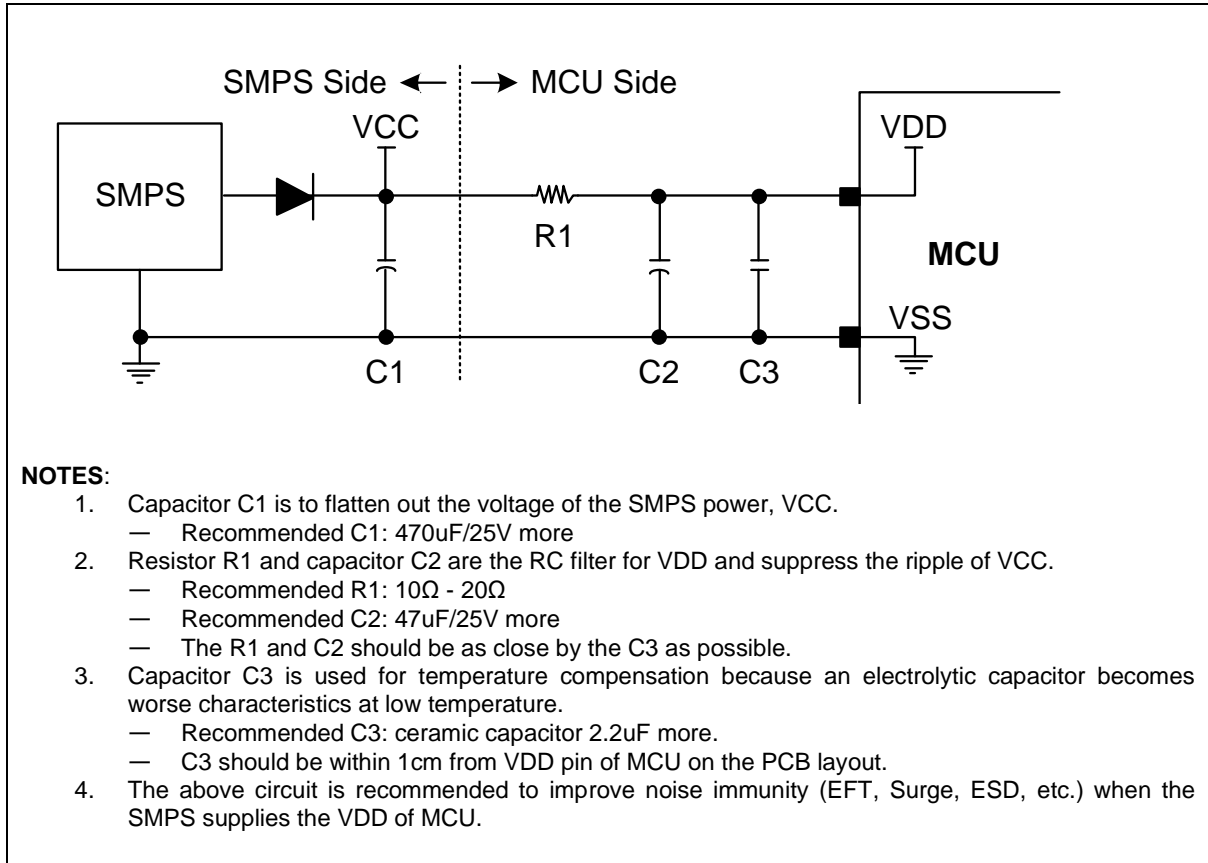 SMPS Side MCU Side
VCC
VDD
SMPS
R1
MCU
VSS
C1
C2
C3
NOTES:
1. Capacitor C1 is to flatten out the voltage of the SMPS power, VCC.
— Recommended C1: 470uF/25V more
2. Resistor R1 and capacitor C2 are the RC filter for VDD and suppress the ripple of VCC.
— Recommended R1: 10Ω - 20Ω
— Recommended C2: 47uF/25V more
— The R1 and C2 should be as close by the C3 as possible.
3. Capacitor C3 is used for temperature compensation because an electrolytic capacitor becomes
worse characteristics at low temperature.
— Recommended C3: ceramic capacitor 2.2uF more.
— C3 should be within 1cm from VDD pin of MCU on the PCB layout.
4. The above circuit is recommended to improve noise immunity (EFT, Surge, ESD, etc.) when the
SMPS supplies the VDD of MCU.